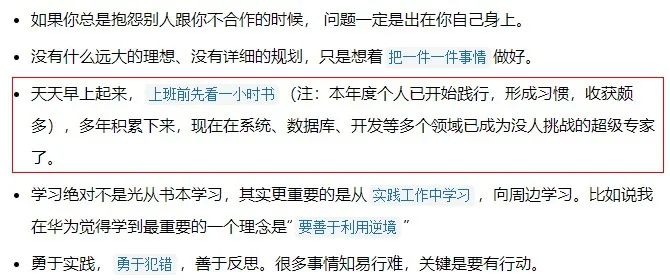 如果你总是抱怨别人跟你不合作的时候， 问题一定是出在你自己身上。
没有什么远大的理想、没有详细的规划，只是想着 把一件一件事情 做好。
天天早上起来， 上班前先看一小时书 （注：本年度个人已开始践行，形成习惯，收获颇
多），多年积累下来，现在在系统、数据库、开发等多个领域已成为没人挑战的超级专家
了。
学习绝对不是光从书本学习，其实更重要的是从 实践工作中学习 ，向周边学习。比如说我
在华为觉得学到最重要的一个理念是“ 要善于利用逆境 ”
勇于实践， 勇于犯错 ，善于反思。很多事情知易行难，关键是要有行动。